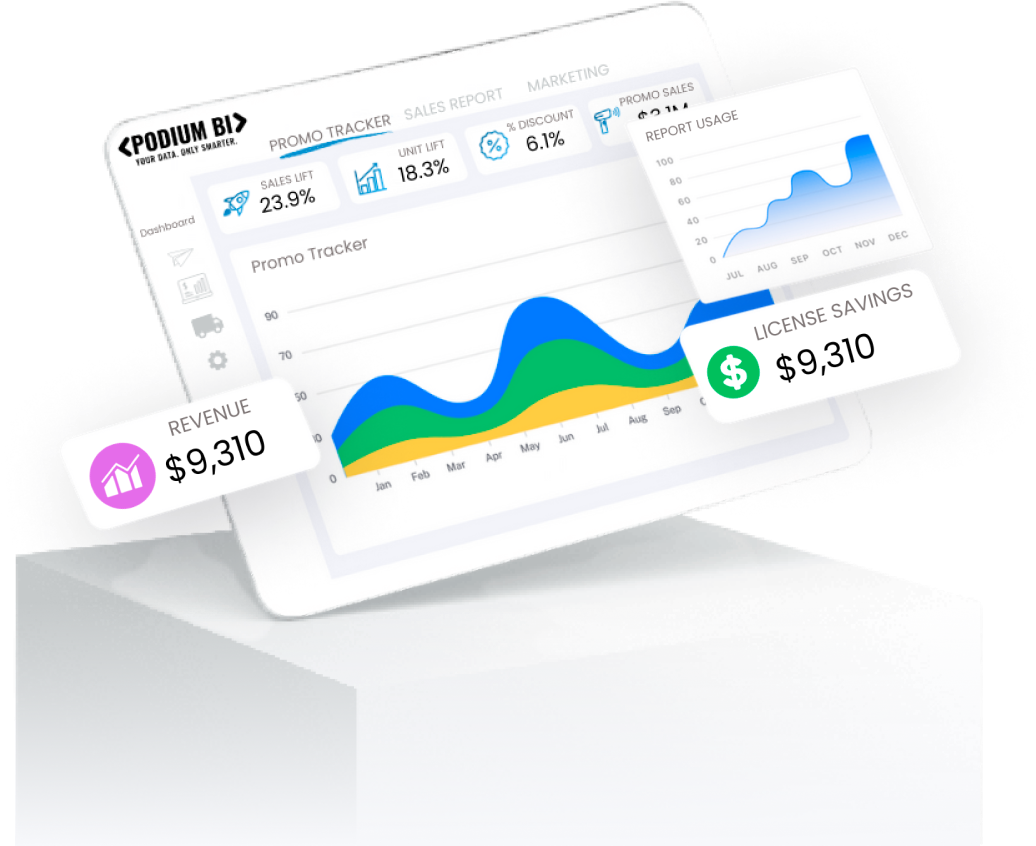 <PODIUM BI>
YOUR DATA. ONLY SMARTER.
PROMO TRACKER
SALES REPORT
MARKETING
SALES LIFT
23.9%
UNIT LIFT
18.3%
% DISCOUNT
6.1%
PROMO SALES
Dashboard
Promo Tracker
90
70
0
Jan
Feb
Mar
Apr
May
Jun
Jul
Aug
Sep
REPORT USAGE
100
80
60
40
20
0
JUL
AUG
SEP
OCT
NOV
DEC
LICENSE SAVINGS
$9,310
REVENUE
$9,310